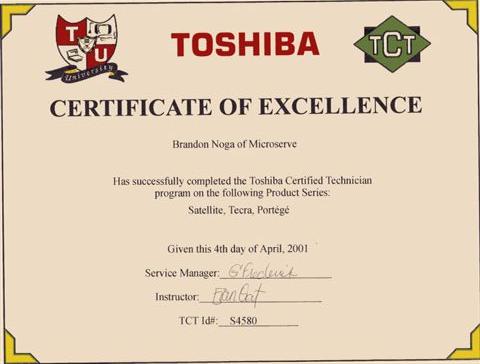 T U
University
TOSHIBA
TCT
CERTIFICATE OF EXCELLENCE
Brandon Noga of Microserve
Has successfully completed the Toshiba Certified Technician
program on the following Product Series:
Satellite, Tecra, Portégé
Given this 4th day of April, 2001
Service Manager: G Frederick
Instructor:
TCT Id#: S4580